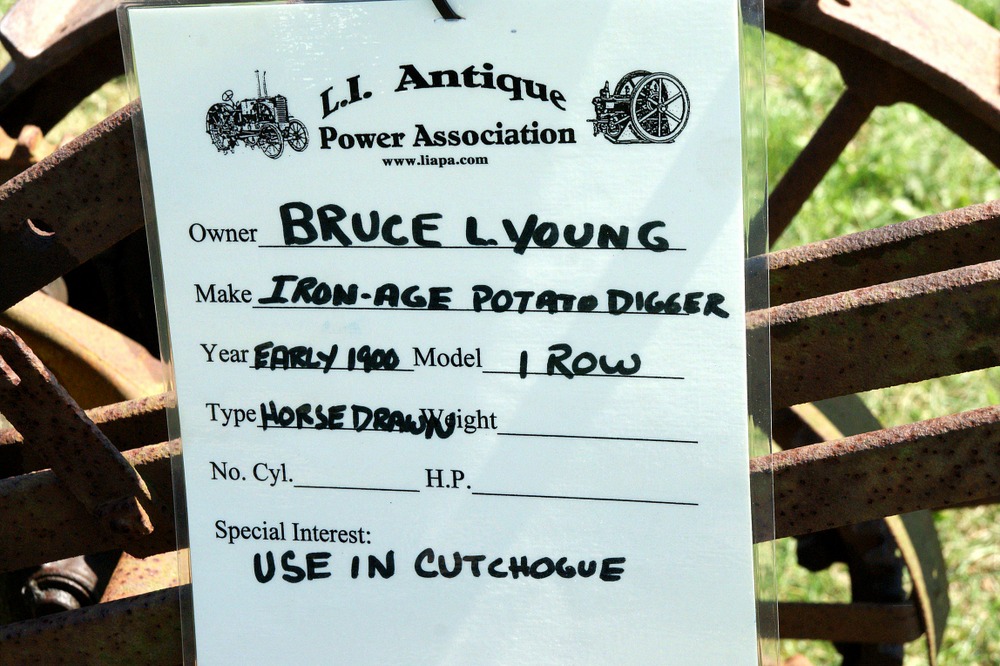 L.I. Antique
Power Association
www.liapa.com
Owner BRUCE L. YOUNG
Make IRON-AGE POTATO DIGGER
Year EARLY 1900 Model 1 ROW
Type HORSE DRAWN Weight
No. Cyl. H.P.
Special Interest:
USE IN CUTCHOGUE